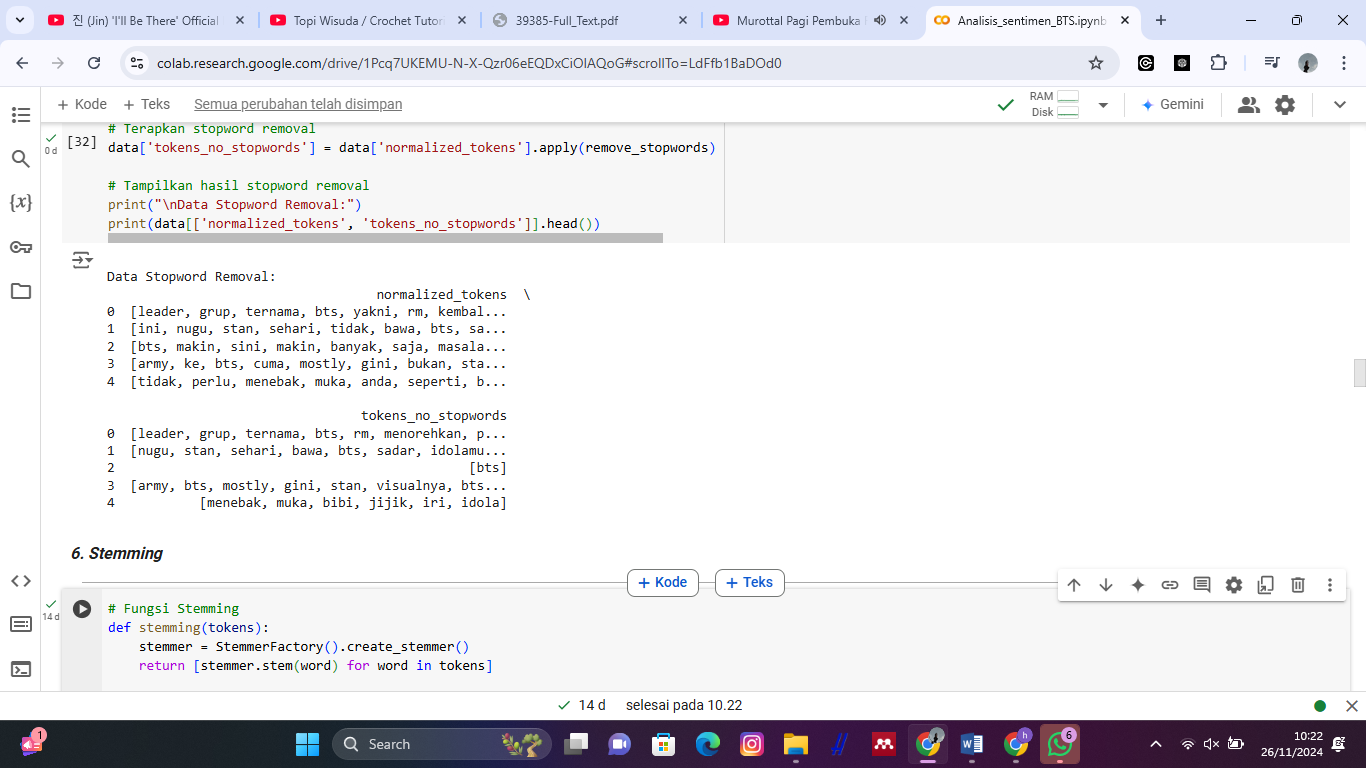 진 (Jin) 'I'll Be There' Official
Topi Wisuda / Crochet Tutori
39385-Full_Text.pdf
Murottal Pagi Pembuka
Analisis_sentimen_BTS.ipynb
colab.research.google.com/drive/1Pcq7UKEMU-N-X-Qzr06eEQDxCiOIAQoG#scrollTo=LdFfb1BaDOd0
+ Kode + Teks Semua perubahan telah disimpan
RAM
Disk
Gemini
# Terapkan stopword removal
[32] data['tokens_no_stopwords'] = data['normalized_tokens'].apply(remove_stopwords)
0 d
# Tampilkan hasil stopword removal
print("\nData Stopword Removal:")
print(data[['normalized_tokens', 'tokens_no_stopwords']].head())
Data Stopword Removal:
normalized_tokens \
0 [leader, grup, ternama, bts, yakni, rm, kembal...
1 [ini, nugu, stan, sehari, tidak, bawa, bts, sa...
2 [bts, makin, sini, makin, banyak, saja, masala...
3 [army, ke, bts, cuma, mostly, gini, bukan, sta...
4 [tidak, perlu, menebak, muka, anda, seperti, b...
tokens_no_stopwords
0 [leader, grup, ternama, bts, rm, menorehkan, p...
1 [nugu, stan, sehari, bawa, bts, sadar, idolamu...
2 [bts]
3 [army, bts, mostly, gini, stan, visualnya, bts...
4 [menebak, muka, bibi, jijik, iri, idola]
6. Stemming
+ Kode + Teks
14 d
# Fungsi Stemming
def stemming(tokens):
stemmer = StemmerFactory().create_stemmer()
return [stemmer.stem(word) for word in tokens]
14 d selesai pada 10.22
1
Search
h
6
10:22
26/11/2024